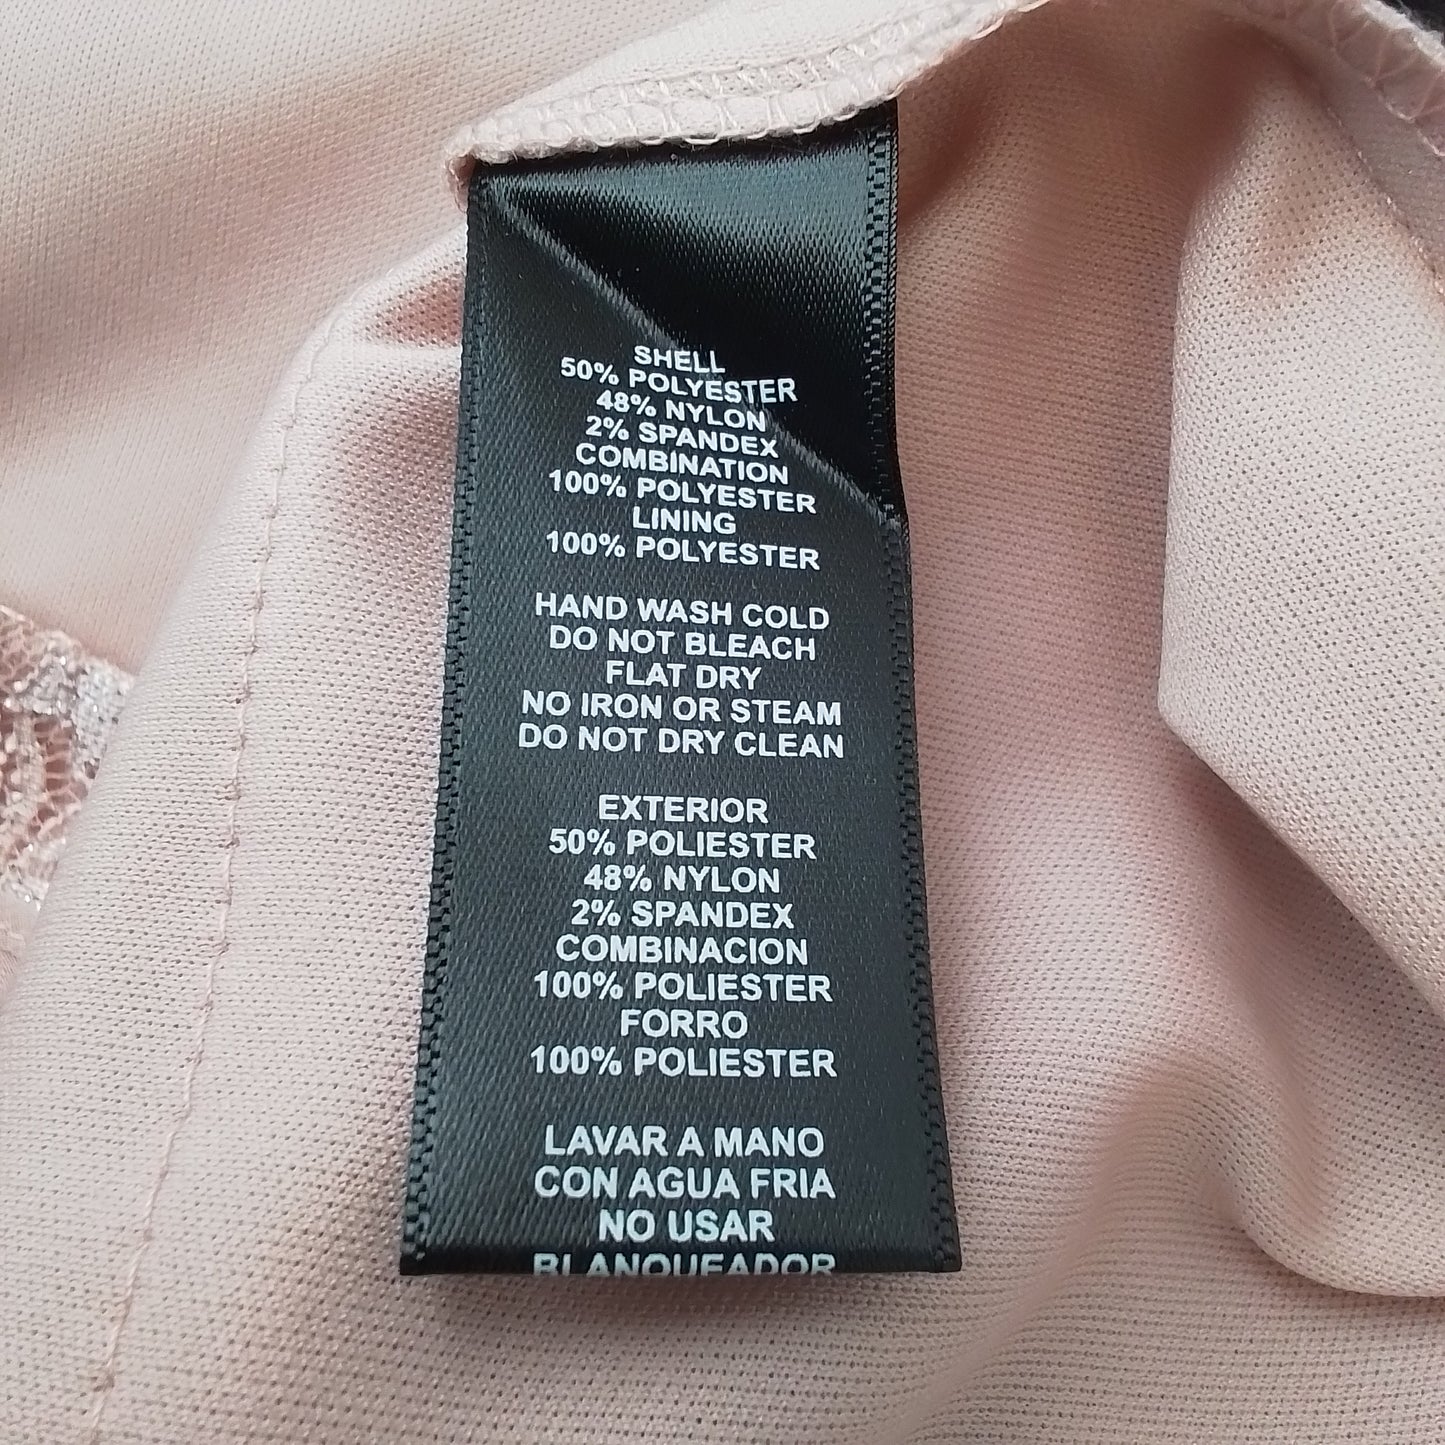 SHELL
50% POLYESTER
48% NYLON
2% SPANDEX
COMBINATION
100% POLYESTER
LINING
100% POLYESTER
HAND WASH COLD
DO NOT BLEACH
FLAT DRY
NO IRON OR STEAM
DO NOT DRY CLEAN
EXTERIOR
50% POLIESTER
48% NYLON
2% SPANDEX
COMBINACION
100% POLIESTER
FORRO
100% POLIESTER
LAVAR A MANO
CON AGUA FRIA
NO USAR
BLANQUEADOR